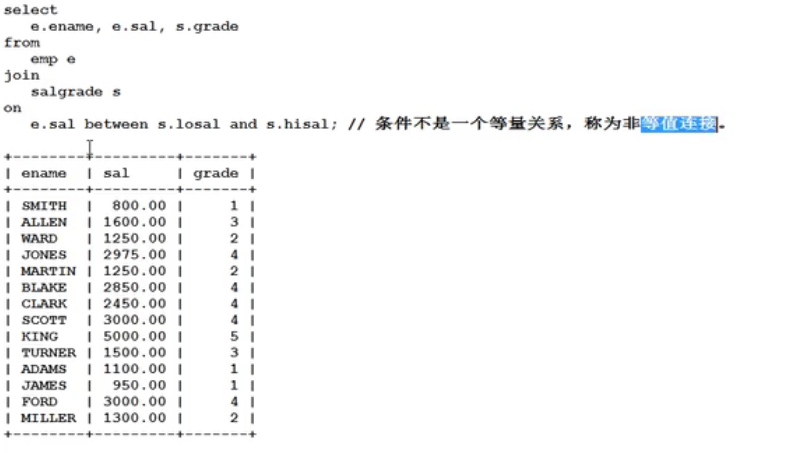 select
e.ename, e.sal, s.grade
from
emp e
join
salgrade s
on
e.sal between s.losal and s.hisal; // 条件不是一个等量关系，称为非等值连接。
+--------+---------+-------+
| ename | sal | grade |
+--------+---------+-------+
| SMITH | 800.00 | 1 |
| ALLEN | 1600.00 | 3 |
| WARD | 1250.00 | 2 |
| JONES | 2975.00 | 4 |
| MARTIN | 1250.00 | 2 |
| BLAKE | 2850.00 | 4 |
| CLARK | 2450.00 | 4 |
| SCOTT | 3000.00 | 4 |
| KING | 5000.00 | 5 |
| TURNER | 1500.00 | 3 |
| ADAMS | 1100.00 | 1 |
| JAMES | 950.00 | 1 |
| FORD | 3000.00 | 4 |
| MILLER | 1300.00 | 2 |
+--------+---------+-------+